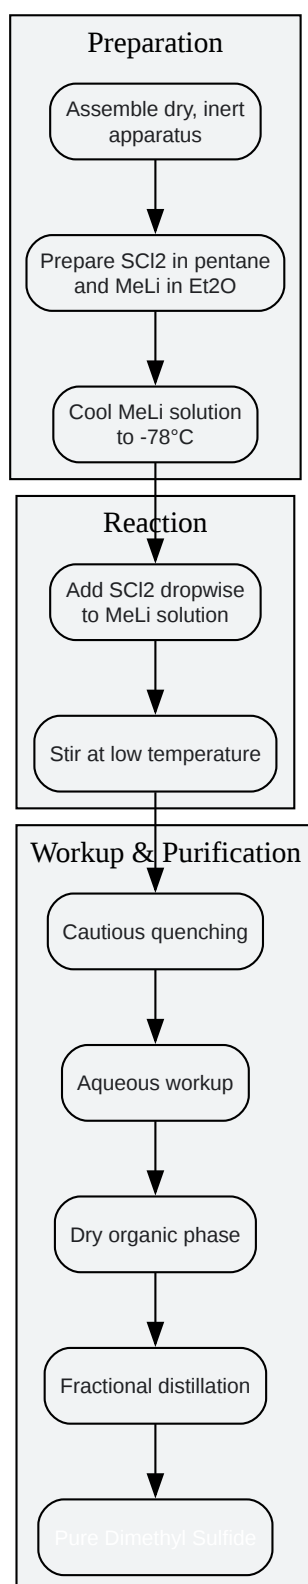 Preparation
Assemble dry, inert
apparatus
Prepare SCl2 in pentane
and MeLi in Et2O
Cool MeLi solution
to -78°C
Reaction
Add SCl2 dropwise
to MeLi solution
Stir at low temperature
Workup & Purification
Cautious quenching
Aqueous workup
Dry organic phase
Fractional distillation
Pure Dimethyl Sulfide